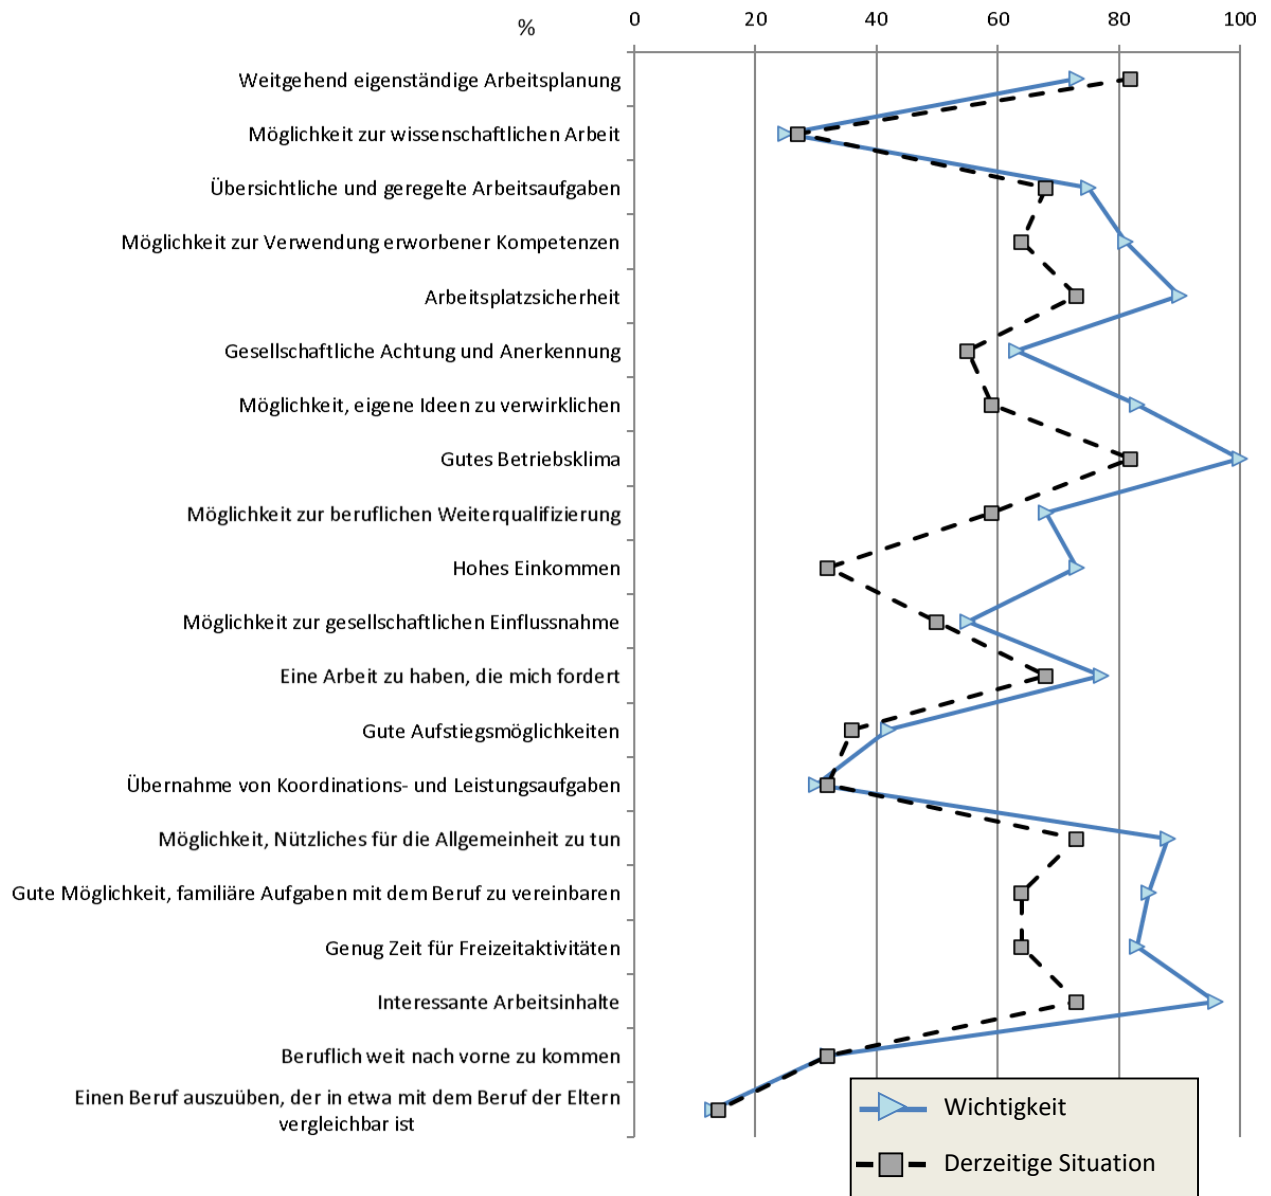 % 0 20 40 60 80 100
Weitgehend eigenständige Arbeitsplanung
Möglichkeit zur wissenschaftlichen Arbeit
Übersichtliche und geregelte Arbeitsaufgaben
Möglichkeit zur Verwendung erworbener Kompetenzen
Arbeitsplatzsicherheit
Gesellschaftliche Achtung und Anerkennung
Möglichkeit, eigene Ideen zu verwirklichen
Gutes Betriebsklima
Möglichkeit zur beruflichen Weiterqualifizierung
Hohes Einkommen
Möglichkeit zur gesellschaftlichen Einflussnahme
Eine Arbeit zu haben, die mich fordert
Gute Aufstiegsmöglichkeiten
Übernahme von Koordinations- und Leistungsaufgaben
Möglichkeit, Nützliches für die Allgemeinheit zu tun
Gute Möglichkeit, familiäre Aufgaben mit dem Beruf zu vereinbaren
Genug Zeit für Freizeitaktivitäten
Interessante Arbeitsinhalte
Beruflich weit nach vorne zu kommen
Einen Beruf auszuüben, der in etwa mit dem Beruf der Eltern
vergleichbar ist
Wichtigkeit
Derzeitige Situation